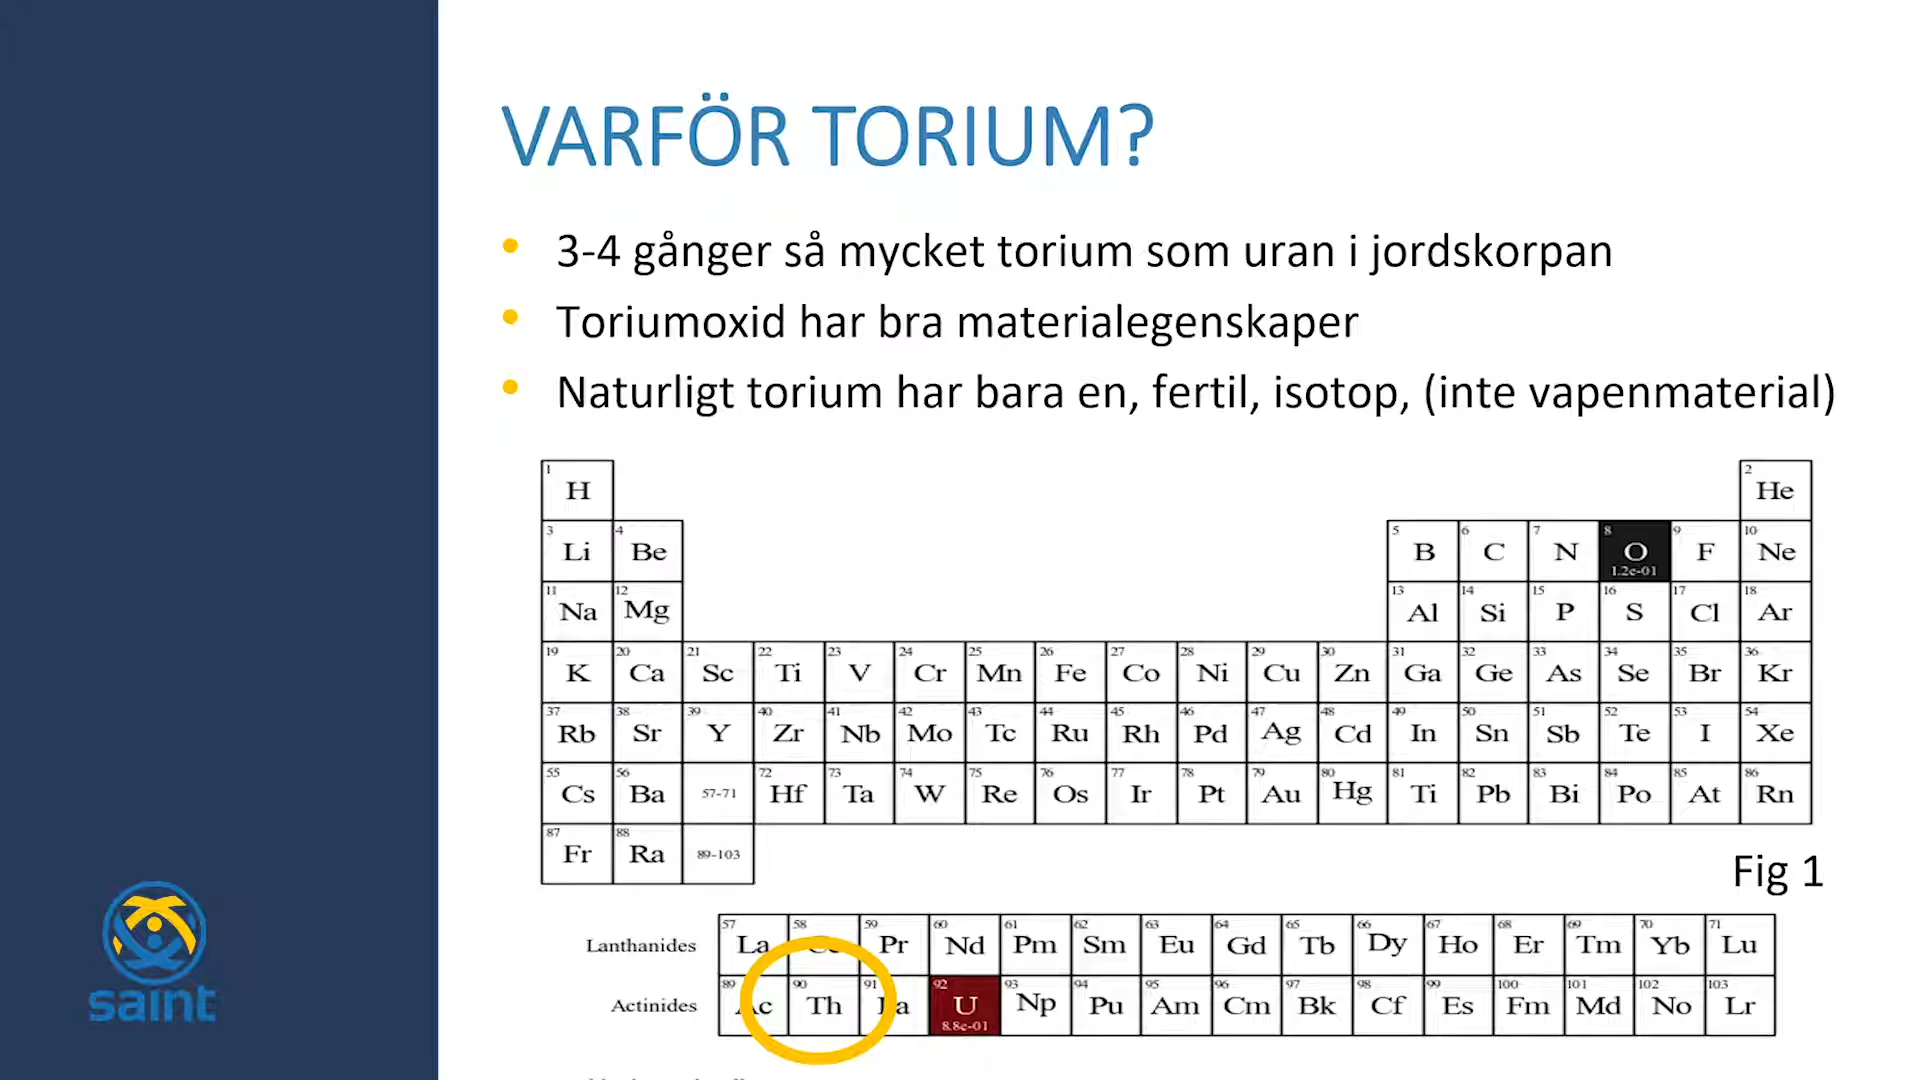 VARFÖR TORIUM?
• 3-4 gånger så mycket torium som uran i jordskorpan
• Toriumoxid har bra materialegenskaper
• Naturligt torium har bara en, fertil, isotop, (inte vapenmaterial)
1 H 2 He
3 Li 4 Be 5 B 6 C 7 N 8 O 1.2e-01 9 F 10 Ne
11 Na 12 Mg 13 Al 14 Si 15 P 16 S 17 Cl 18 Ar
19 K 20 Ca 21 Sc 22 Ti 23 V 24 Cr 25 Mn 26 Fe 27 Co 28 Ni 29 Cu 30 Zn 31 Ga 32 Ge 33 As 34 Se 35 Br 36 Kr
37 Rb 38 Sr 39 Y 40 Zr 41 Nb 42 Mo 43 Tc 44 Ru 45 Rh 46 Pd 47 Ag 48 Cd 49 In 50 Sn 51 Sb 52 Te 53 I 54 Xe
55 Cs 56 Ba 57-71 72 Hf 73 Ta 74 W 75 Re 76 Os 77 Ir 78 Pt 79 Au 80 Hg 81 Ti 82 Pb 83 Bi 84 Po 85 At 86 Rn
87 Fr 88 Ra 89-103
Fig 1
Lanthanides 57 La 58 59 Pr 60 Nd 61 Pm 62 Sm 63 Eu 64 Gd 65 Tb 66 Dy 67 Ho 68 Er 69 Tm 70 Yb 71 Lu
Actinides 89 Ac 90 Th 91 Pa 92 U 8.8e-01 93 Np 94 Pu 95 Am 96 Cm 97 Bk 98 Cf 99 Es 100 Fm 101 Md 102 No 103 Lr
saint